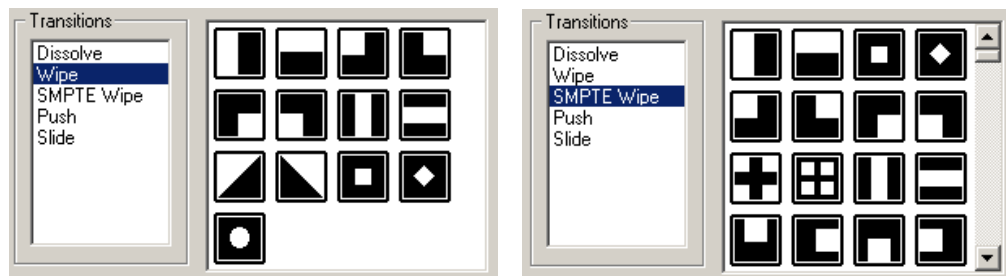 Transitions
Dissolve
Wipe
SMPTE Wipe
Push
Slide
Transitions
Dissolve
Wipe
SMPTE Wipe
Push
Slide